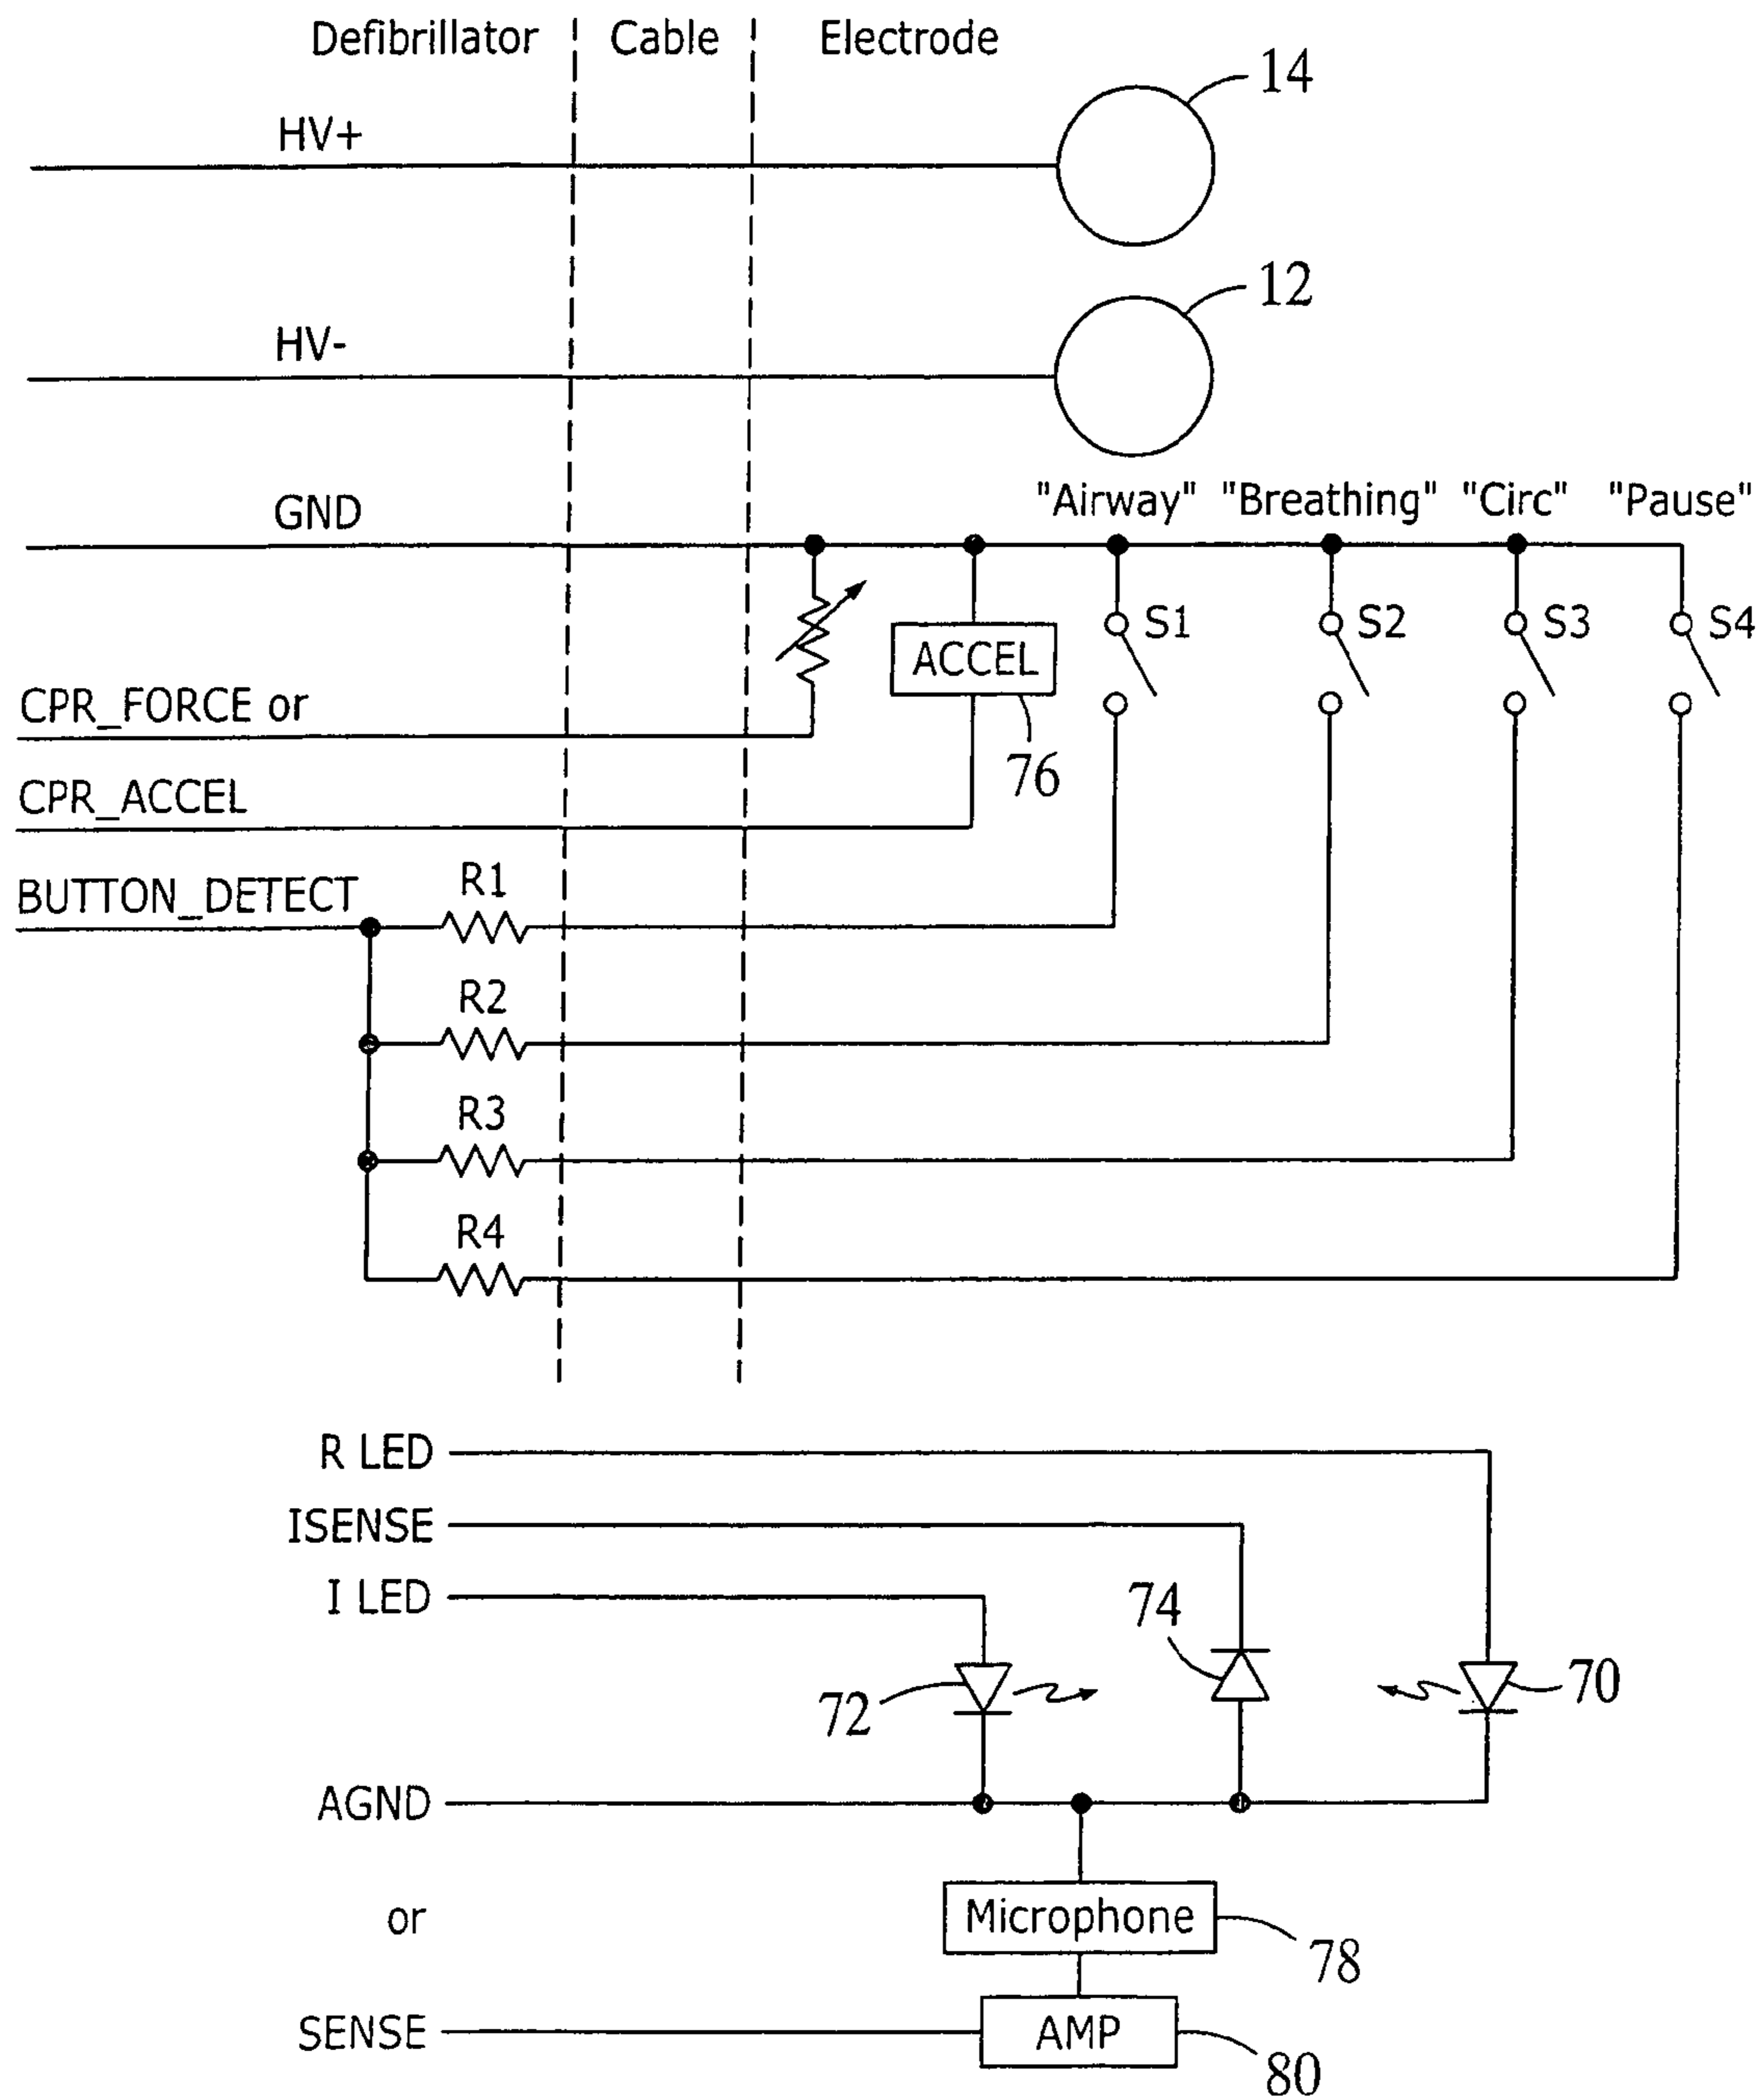 Defibrillator Cable Electrode
14
HV+
12
HV-
"Airway" "Breathing" "Circ" "Pause"
GND
S1 S2 S3 S4
ACCEL
CPR_FORCE or
76
CPR_ACCEL
R1
BUTTON_DETECT
R2
R3
R4
R LED
ISENSE
I LED
74
72
70
AGND
Microphone
or
78
SENSE
AMP
80